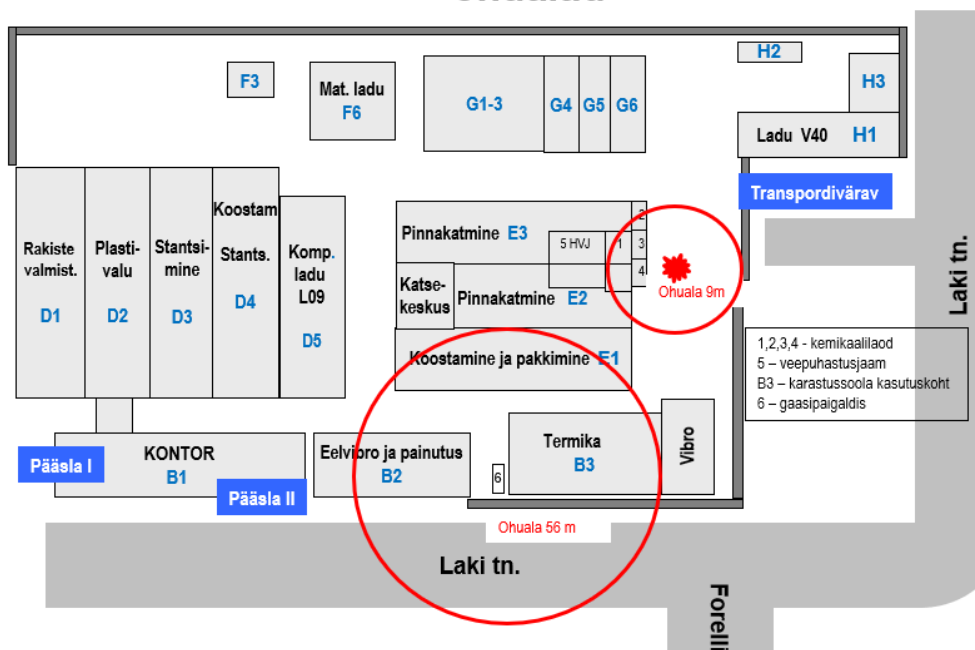 H2
F3
Mat. ladu
F6
G1-3
G4
G5
G6
H3
Ladu V40 H1
Transpordivärav
Rakiste
valmist.
D1
Plasti-
valu
D2
Stantsi-
mine
D3
Koostam
Stants.
D4
Komp.
ladu
L09
D5
Pinnakatmine E3
5 HVJ
1
2
3
4
Katse-
keskus
Pinnakatmine E2
Ohuala 9m
Koostamine ja pakkimine E1
1,2,3,4 - kemikaalilaod
5 – veepuhastusjaam
B3 – karastussoola kasutuskoht
6 – gaasipaigaldis
Laki tn.
Pääsla I
KONTOR
B1
Pääsla II
Eelvibro ja painutus
B2
6
Termika
B3
Vibro
Ohuala 56 m
Laki tn.
Forelli